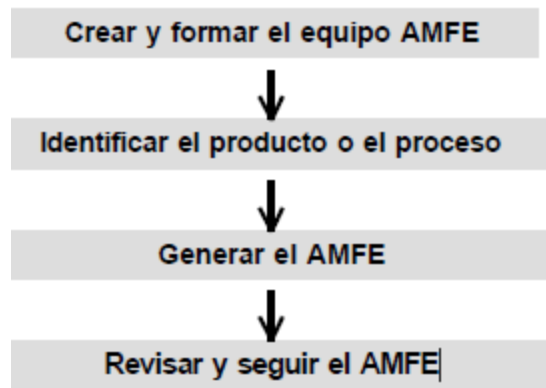 Crear y formar el equipo AMFE
Identificar el producto o el proceso
Generar el AMFE
Revisar y seguir el AMFE